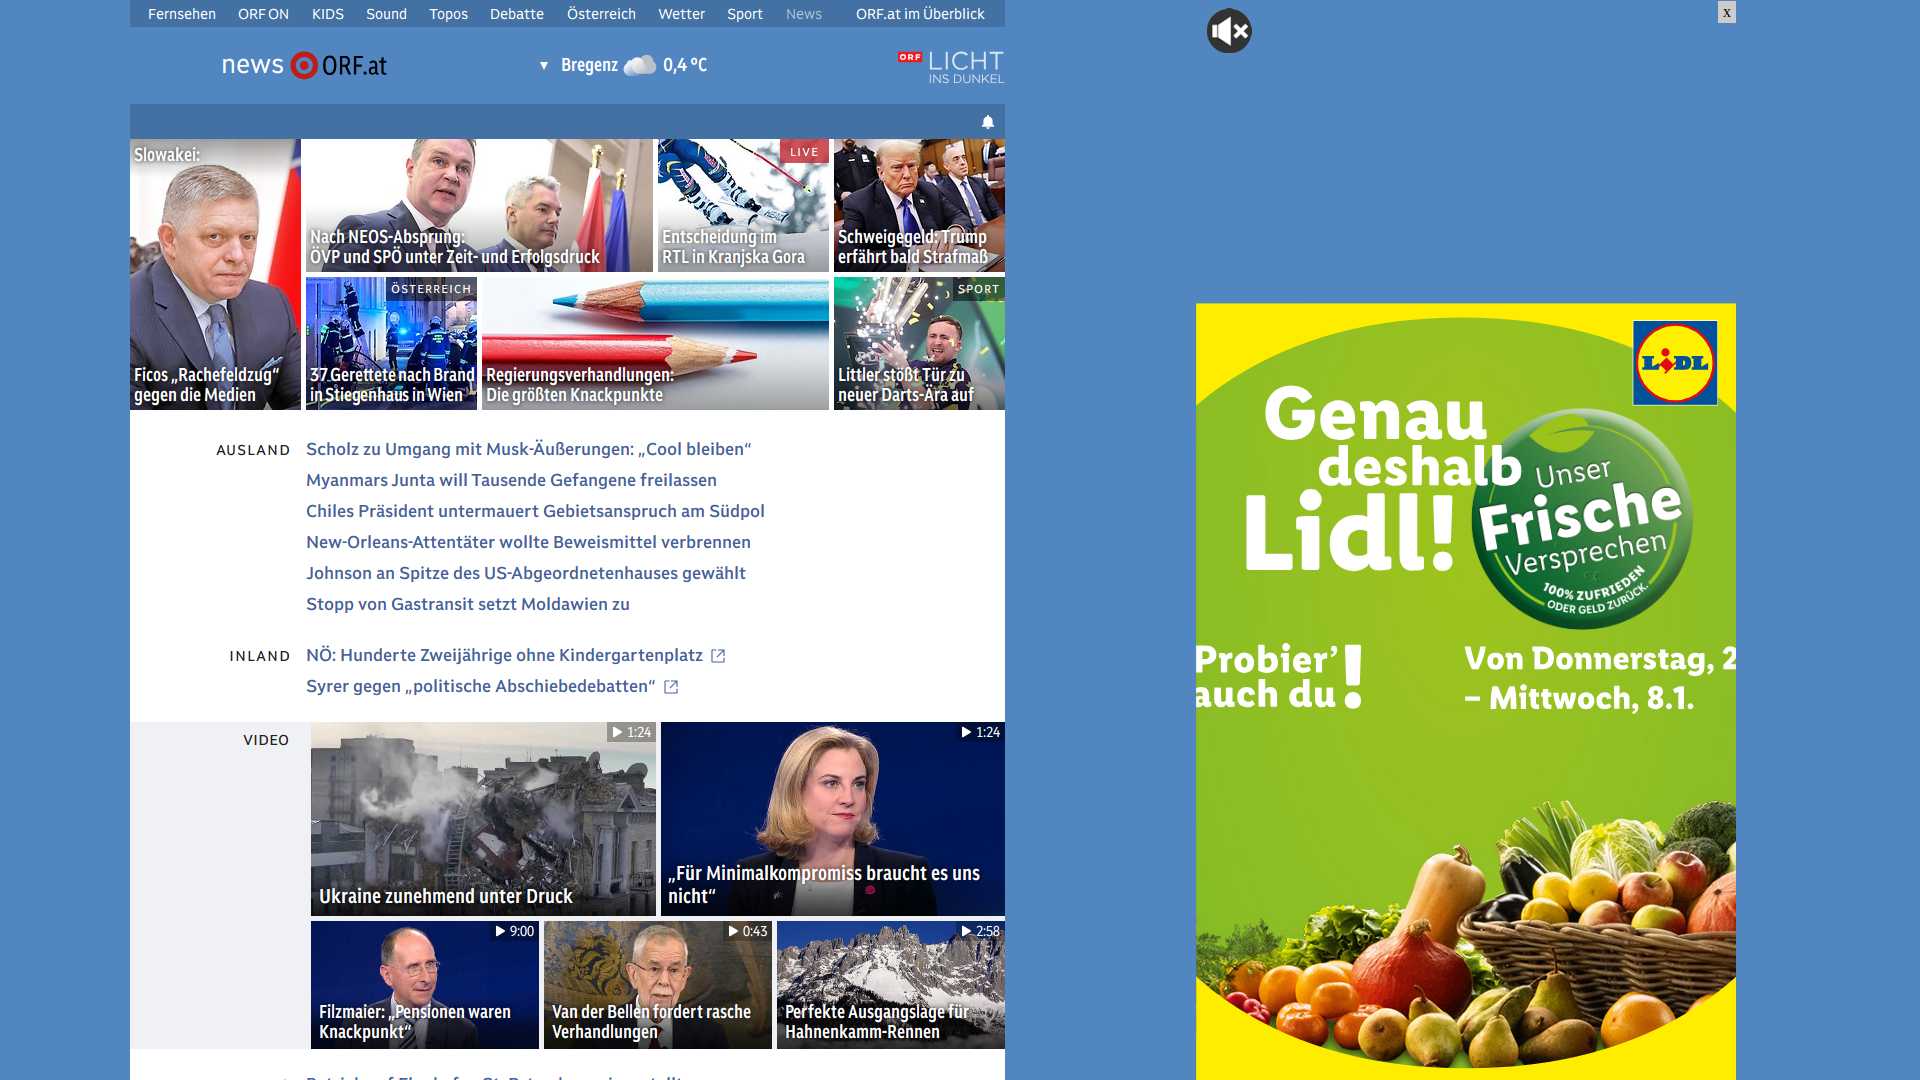 Fernsehen ORF ON KIDS Sound Topos Debatte Österreich Wetter Sport News ORF.at im Überblick
news ORF.at
Bregenz 0,4 °C
ORF LICHT
INS DUNKEL
Slowakei:
Ficos „Rachefeldzug“
gegen die Medien
Nach NEOS-Absprung:
ÖVP und SPÖ unter Zeit- und Erfolgsdruck
LIVE
Entscheidung im
RTL in Kranjska Gora
Schweigegeld: Trump
erfährt bald Strafmaß
ÖSTERREICH
37 Gerettete nach Brand
in Stiegenhaus in Wien
Regierungsverhandlungen:
Die größten Knackpunkte
SPORT
Littler stößt Tür zu
neuer Darts-Ära auf
AUSLAND
Scholz zu Umgang mit Musk-Äußerungen: „Cool bleiben“
Myanmars Junta will Tausende Gefangene freilassen
Chiles Präsident untermauert Gebietsanspruch am Südpol
New-Orleans-Attentäter wollte Beweismittel verbrennen
Johnson an Spitze des US-Abgeordnetenhauses gewählt
Stopp von Gastransit setzt Moldawien zu
INLAND
NÖ: Hunderte Zweijährige ohne Kindergartenplatz
Syrer gegen „politische Abschiebedebatten“
VIDEO
1:24
Ukraine zunehmend unter Druck
1:24
„Für Minimalkompromiss braucht es uns
nicht“
9:00
Filzmaier: „Pensionen waren
Knackpunkt“
0:43
Van der Bellen fordert rasche
Verhandlungen
2:58
Perfekte Ausgangslage für
Hahnenkamm-Rennen
x
LIDL
Genau
deshalb
Lidl!
Unser
Frische
Versprechen
100% ZUFRIEDEN
ODER GELD ZURÜCK.
Probier’
auch du!
Von Donnerstag, 2
– Mittwoch, 8.1.